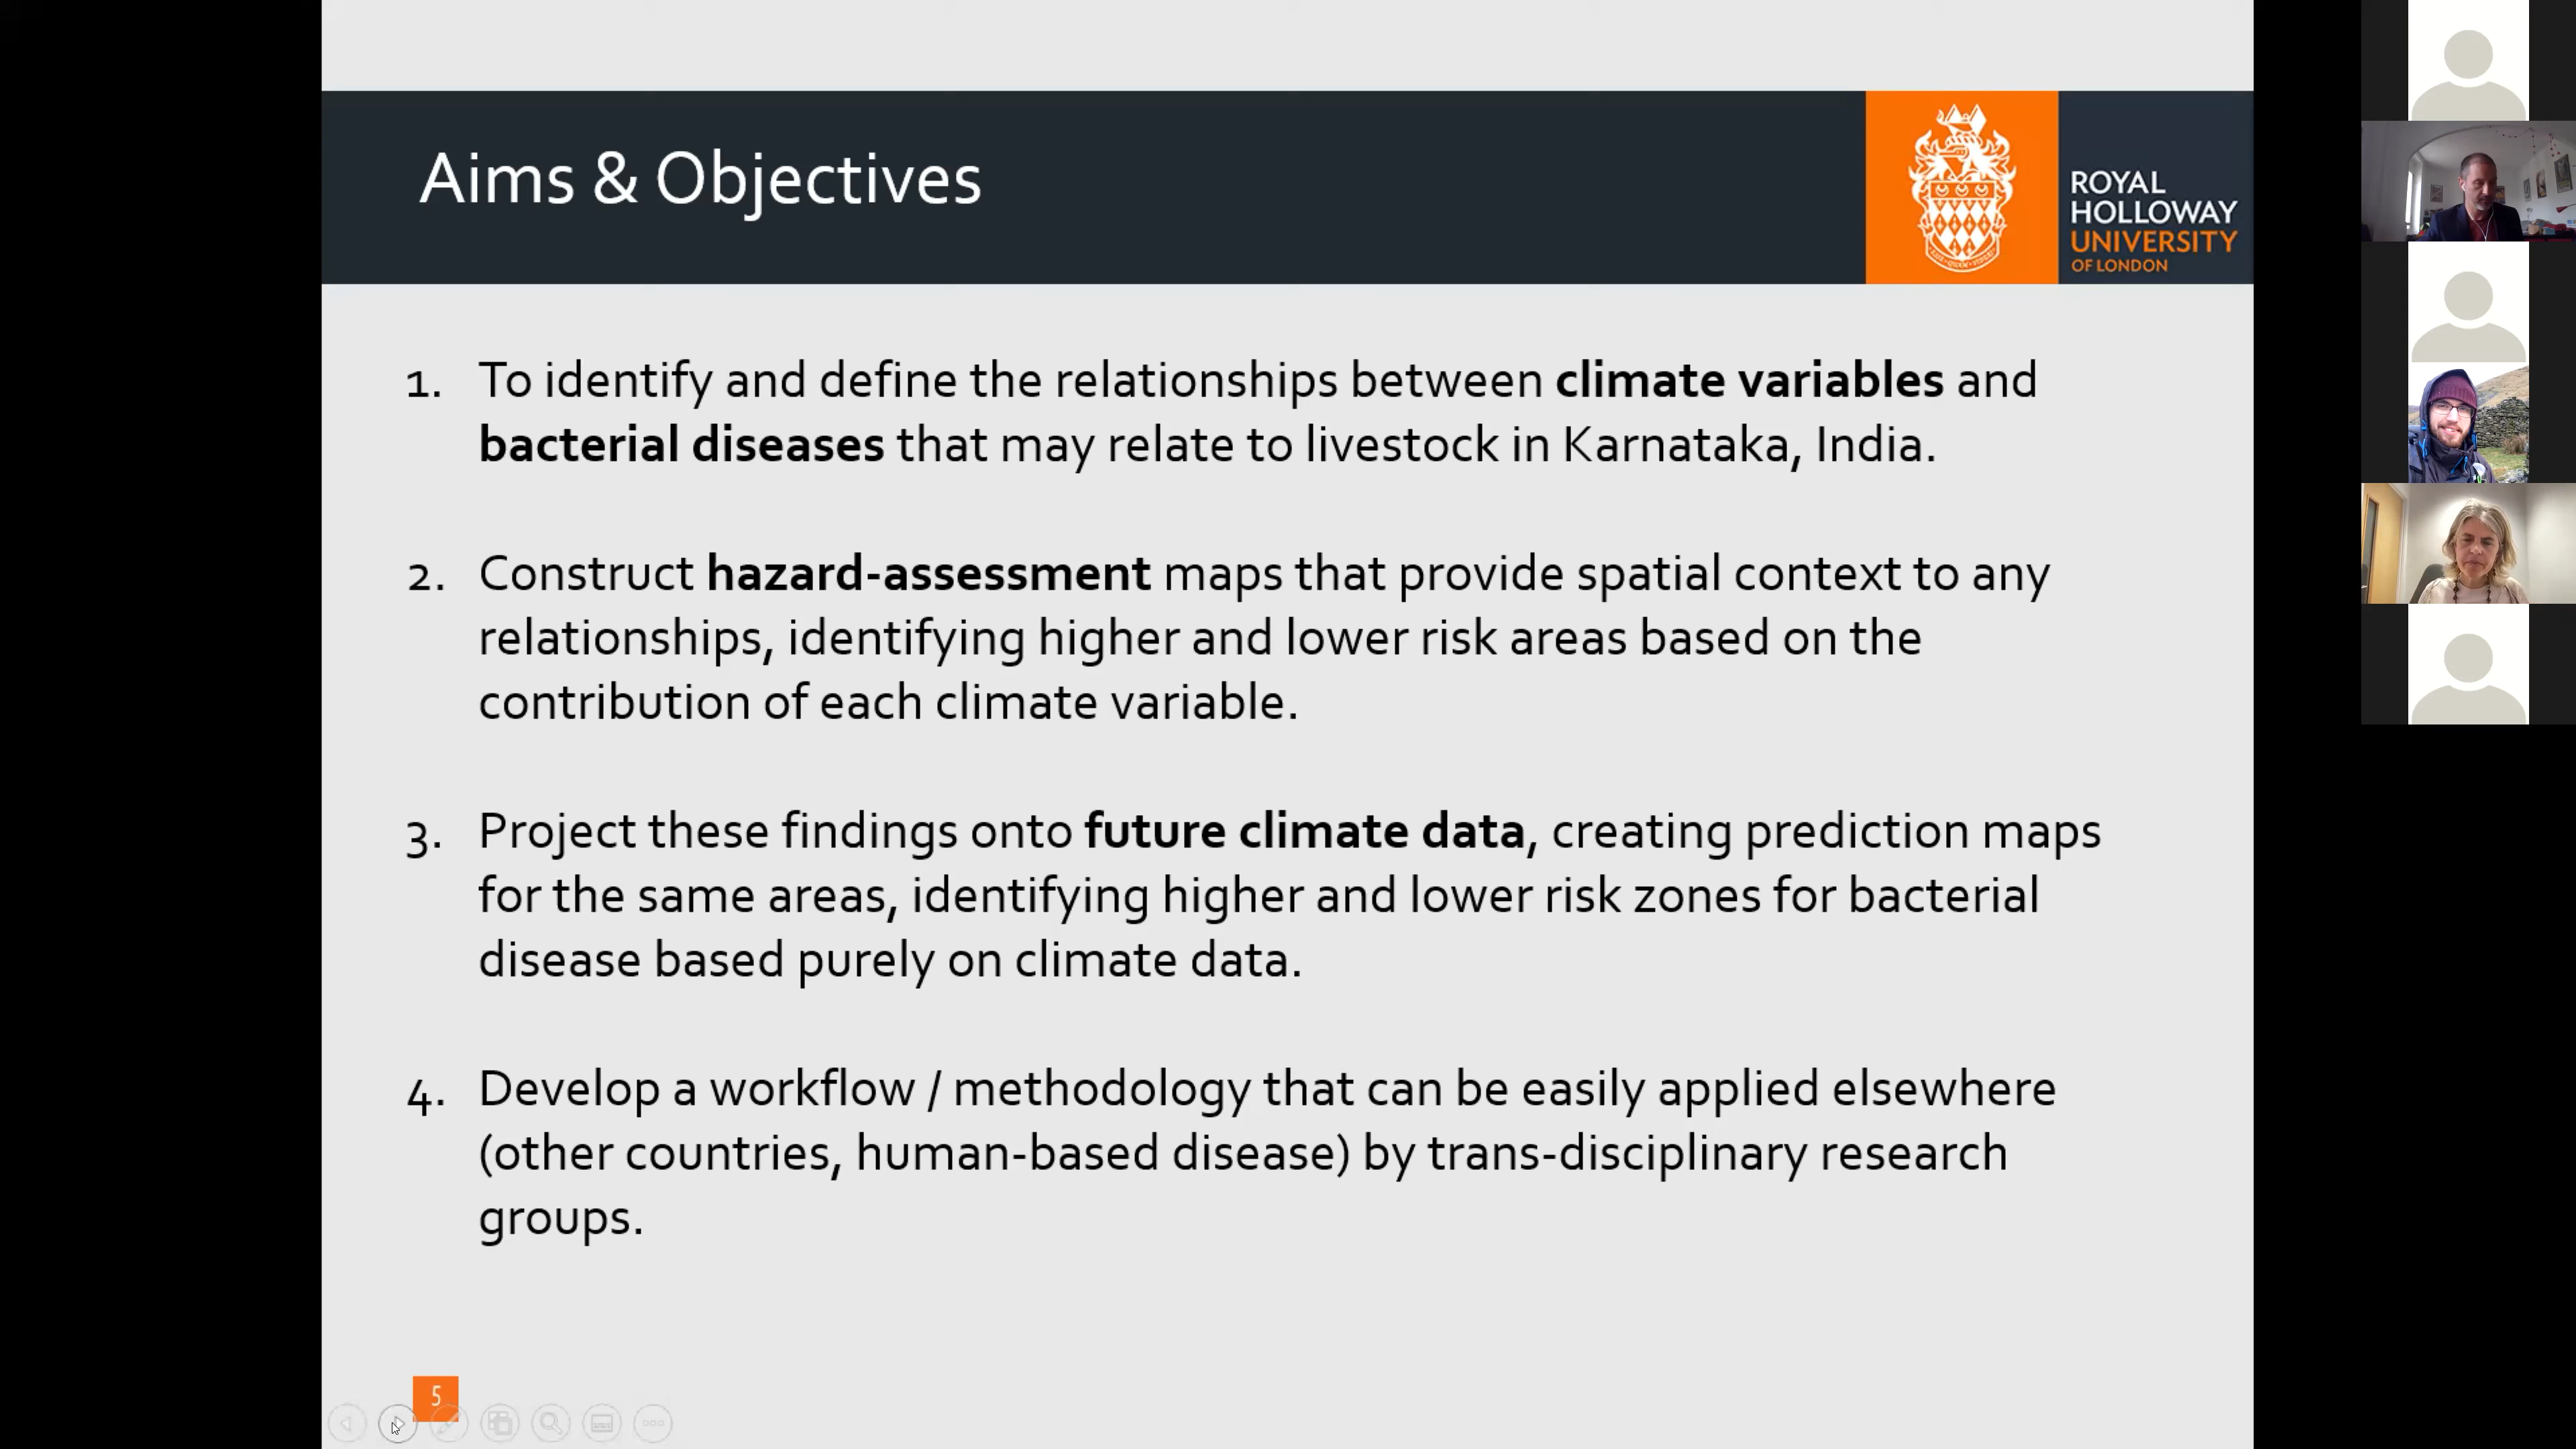 Aims & Objectives
ROYAL
HOLLOWAY
UNIVERSITY
OF LONDON
1. To identify and define the relationships between climate variables and
bacterial diseases that may relate to livestock in Karnataka, India.
2. Construct hazard-assessment maps that provide spatial context to any
relationships, identifying higher and lower risk areas based on the
contribution of each climate variable.
3. Project these findings onto future climate data, creating prediction maps
for the same areas, identifying higher and lower risk zones for bacterial
disease based purely on climate data.
4. Develop a workflow / methodology that can be easily applied elsewhere
(other countries, human-based disease) by trans-disciplinary research
groups.
5